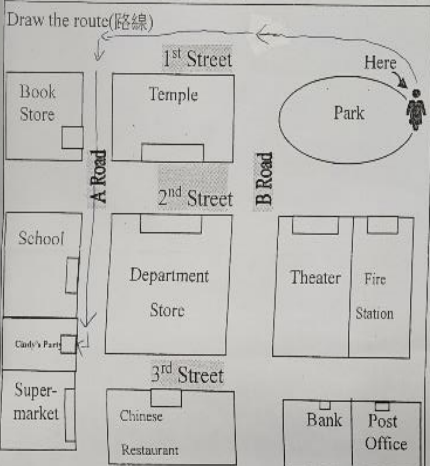 Draw the route(路線)
1st Street
Here
Book
Store
Temple
Park
A Road
B Road
2nd Street
School
Department
Store
Theater
Fire
Station
Cindy's Party
3rd Street
Super-
market
Chinese
Restaurant
Bank
Post
Office